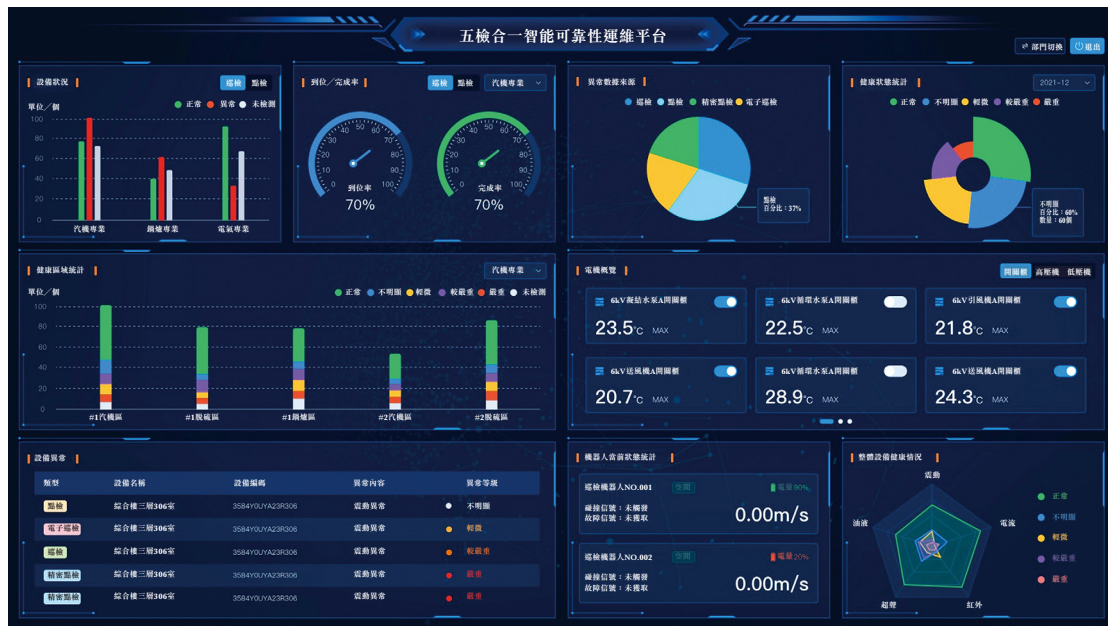 五檢合一智能可靠性運維平台
⇌ 部門切換 退出
設備狀況 巡檢 點檢
單位／個 正常 異常 未檢測
100
80
60
40
20
0
汽機專業 鍋爐專業 電氣專業
到位／完成率 巡檢 點檢 汽機專業
0 10 20 30 40 50 60 70 80 90 100
到位率
70%
0 10 20 30 40 50 60 70 80 90 100
完成率
70%
異常數據來源
巡檢 點檢 精密點檢 電子巡檢
點檢
百分比：37%
健康狀態統計 2021-12
正常 不明顯 輕微 較嚴重 嚴重
不明顯
百分比：60%
數量：60個
健康區域統計 汽機專業
單位／個 正常 不明顯 輕微 較嚴重 嚴重 未檢測
100
80
60
40
20
0
#1汽機區 #1脫硫區 #1鍋爐區 #2汽機區 #2脫硫區
電機概覽 開關櫃 高壓機 低壓機
6kV凝結水泵A開關櫃
23.5°C MAX
6kV循環水泵A開關櫃
22.5°C MAX
6kV引風機A開關櫃
21.8°C MAX
6kV送風機A開關櫃
20.7°C MAX
6kV循環水泵A開關櫃
28.9°C MAX
6kV送風機A開關櫃
24.3°C MAX
設備異常
類型 設備名稱 設備編碼 異常內容 異常等級
點檢 綜合樓三層306室 3584Y0UYA23R306 震動異常 不明顯
電子巡檢 綜合樓三層306室 3584Y0UYA23R306 震動異常 輕微
巡檢 綜合樓三層306室 3584Y0UYA23R306 震動異常 較嚴重
精密點檢 綜合樓三層306室 3584Y0UYA23R306 震動異常 嚴重
精密點檢 綜合樓三層306室 3584Y0UYA23R306 震動異常 嚴重
機器人當前狀態統計
巡檢機器人NO.001 空閒 電量90%
碰撞信號：未觸發
故障信號：未獲取
0.00m/s
巡檢機器人NO.002 空閒 電量20%
碰撞信號：未觸發
故障信號：未獲取
0.00m/s
整體設備健康情況
震動
電流
紅外
超聲
油液
正常
不明顯
輕微
較嚴重
嚴重